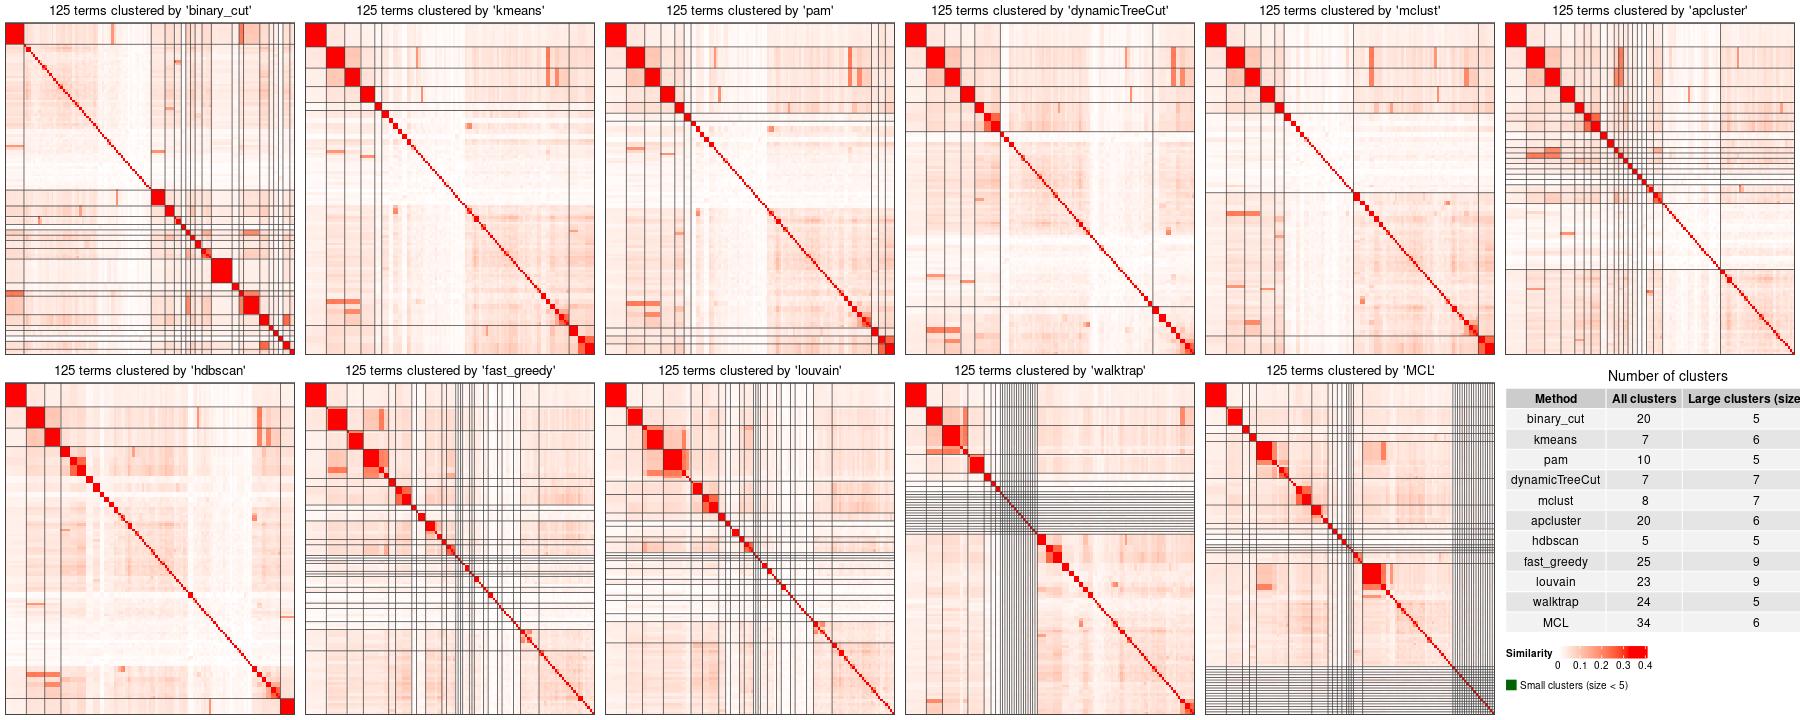 125 terms clustered by 'binary_cut'
125 terms clustered by 'kmeans'
125 terms clustered by 'pam'
125 terms clustered by 'dynamicTreeCut'
125 terms clustered by 'mclust'
125 terms clustered by 'apcluster'
125 terms clustered by 'hdbscan'
125 terms clustered by 'fast_greedy'
125 terms clustered by 'louvain'
125 terms clustered by 'walktrap'
125 terms clustered by 'MCL'
Number of clusters
Method All clusters Large clusters (size
binary_cut 20 5
kmeans 7 6
pam 10 5
dynamicTreeCut 7 7
mclust 8 7
apcluster 20 6
hdbscan 5 5
fast_greedy 25 9
louvain 23 9
walktrap 24 5
MCL 34 6
Similarity
0 0.1 0.2 0.3 0.4
Small clusters (size < 5)